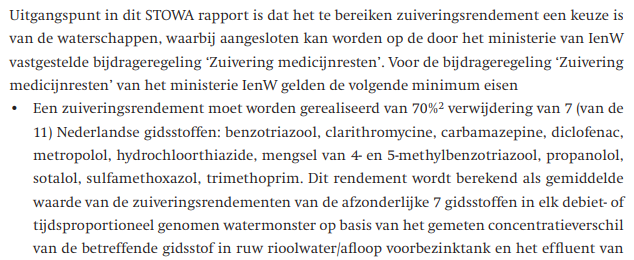 Uitgangspunt in dit STOWA rapport is dat het te bereiken zuiveringsrendement een keuze is
van de waterschappen, waarbij aangesloten kan worden op de door het ministerie van IenW
vastgestelde bijdrageregeling ‘Zuivering medicijnresten’. Voor de bijdrageregeling ‘Zuivering
medicijnresten’ van het ministerie IenW gelden de volgende minimum eisen
• Een zuiveringsrendement moet worden gerealiseerd van 70%² verwijdering van 7 (van de
11) Nederlandse gidsstoffen: benzotriazool, clarithromycine, carbamazepine, diclofenac,
metropolol, hydrochloorthiazide, mengsel van 4- en 5-methylbenzotriazool, propanolol,
sotalol, sulfamethoxazol, trimethoprim. Dit rendement wordt berekend als gemiddelde
waarde van de zuiveringsrendementen van de afzonderlijke 7 gidsstoffen in elk debiet- of
tijdsproportioneel genomen watermonster op basis van het gemeten concentratieverschil
van de betreffende gidsstof in ruw rioolwater/afloop voorbezinktank en het effluent van